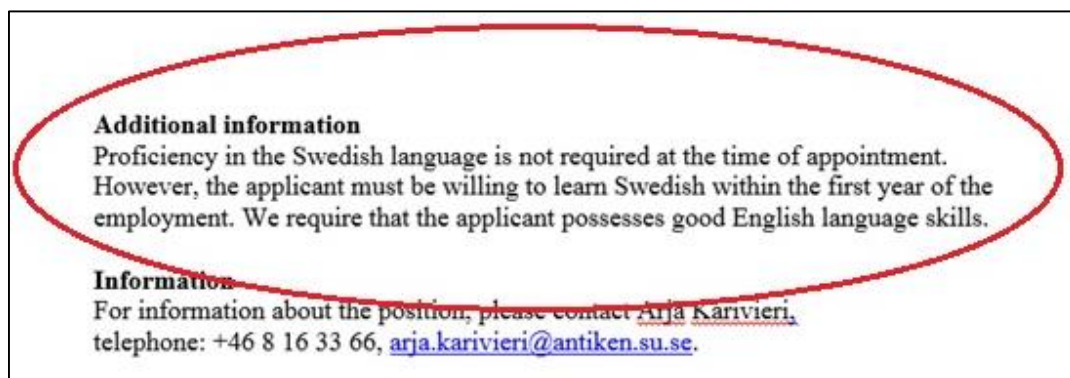 Additional information
Proficiency in the Swedish language is not required at the time of appointment.
However, the applicant must be willing to learn Swedish within the first year of the
employment. We require that the applicant possesses good English language skills.
Information
For information about the position, please contact Arja Karivieri,
telephone: +46 8 16 33 66, arja.karivieri@antiken.su.se.